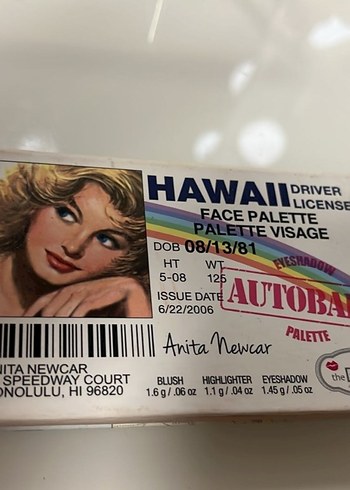 HAWAII DRIVER LICENSE
FACE PALETTE
PALETTE VISAGE
DOB 08/13/81
HT WT
5-08 125
ISSUE DATE
6/22/2006
EYESHADOW
AUTOBA
PALETTE
Anita Newcar
NITA NEWCAR
SPEEDWAY COURT
ONOLULU, HI 96820
BLUSH HIGHLIGHTER EYESHADOW
1.6 g / .06 oz 1.1 g / .04 oz 1.45 g / .05 oz
the